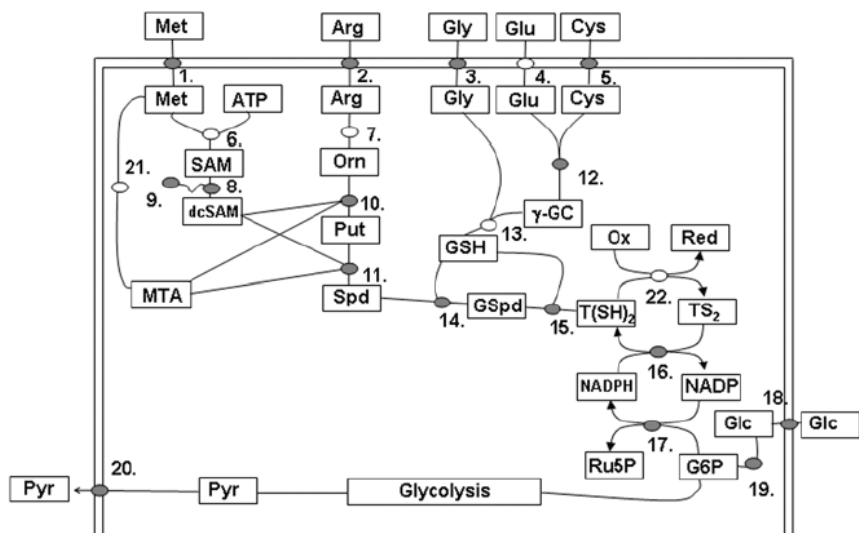 Met Arg Gly Glu Cys
1. 2. 3. 4. 5.
Met ATP Arg Gly Glu Cys
6. 7.
21. SAM Orn
9. 8. 12.
dcSAM 10. γ-GC
Put 13. Ox Red
GSH
11.
MTA Spd 22.
14. GSpd 15. T(SH)₂ TS₂
16.
NADPH NADP 18.
Glc Glc
17.
Ru5P G6P
20. 19.
Pyr Pyr Glycolysis